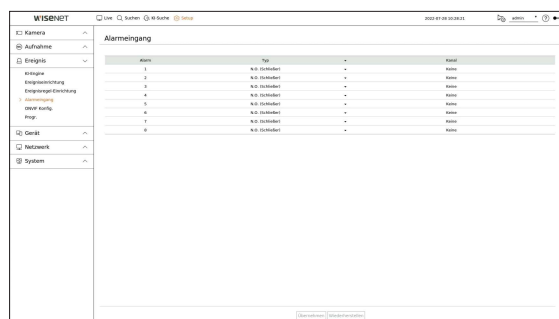 WISENET Live Suchen KI-Suche Setup 2022-07-28 10:26:21 admin
Kamera
Aufnahme
Ereignis
KI-Engine
Ereigniseinrichtung
Ereignisregel-Einrichtung
Alarmeingang
ONVIF Konfig.
Progr.
Gerät
Netzwerk
System
Alarmeingang
Alarm Typ Kanal
1 N.O. (Schließer) Keine
2 N.O. (Schließer) Keine
3 N.O. (Schließer) Keine
4 N.O. (Schließer) Keine
5 N.O. (Schließer) Keine
6 N.O. (Schließer) Keine
7 N.O. (Schließer) Keine
8 N.O. (Schließer) Keine
Übernehmen Wiederherstellen